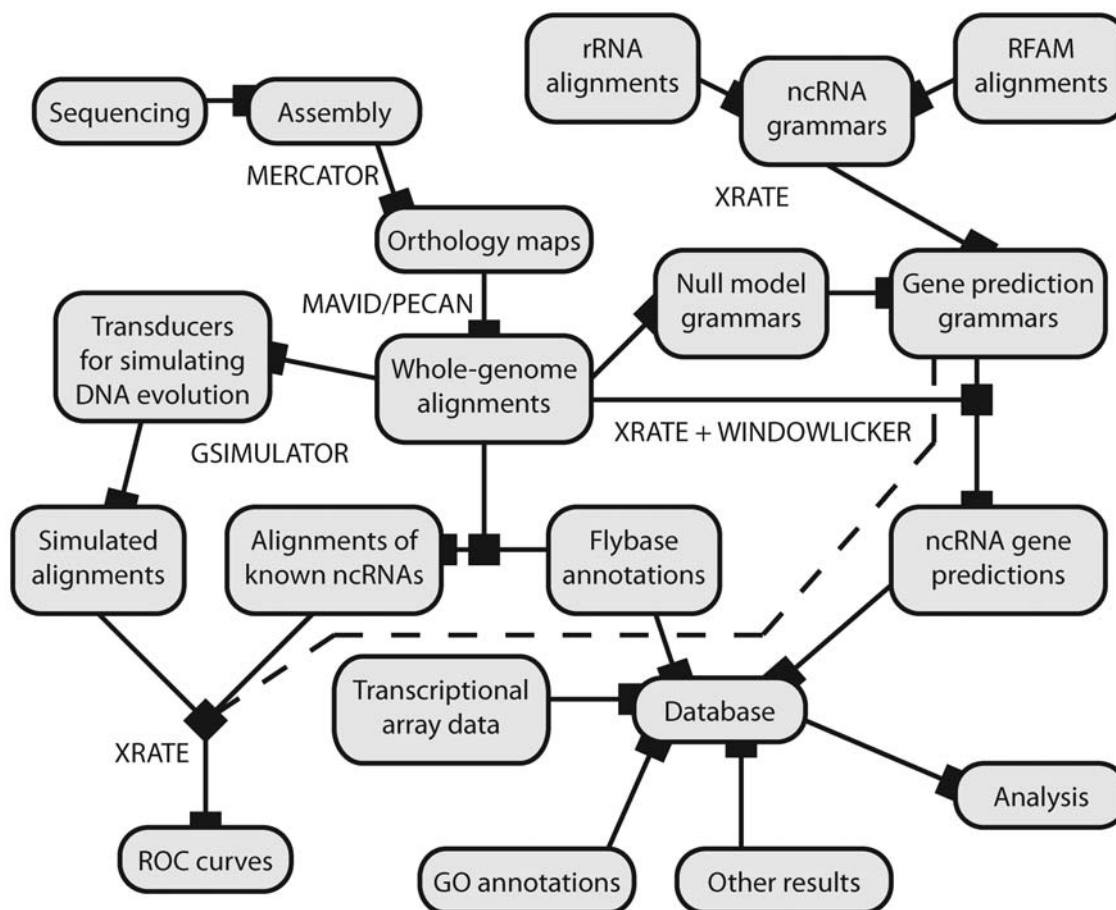 rRNA
alignments
RFAM
alignments
ncRNA
grammars
Sequencing
Assembly
MERCATOR
XRATE
Orthology maps
Null model
grammars
Gene prediction
grammars
MAVID/PECAN
Transducers
for simulating
DNA evolution
Whole-genome
alignments
XRATE + WINDOWLICKER
GSIMULATOR
Simulated
alignments
Alignments of
known ncRNAs
Flybase
annotations
ncRNA gene
predictions
Transcriptional
array data
Database
XRATE
Analysis
ROC curves
GO annotations
Other results